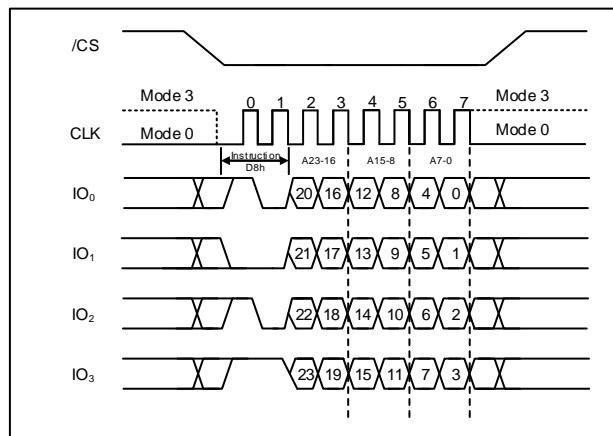 /CS
Mode 3 0 1 2 3 4 5 6 7 Mode 3
CLK Mode 0 Mode 0
Instruction
D8h A23-16 A15-8 A7-0
IO0 20 16 12 8 4 0
IO1 21 17 13 9 5 1
IO2 22 18 14 10 6 2
IO3 23 19 15 11 7 3